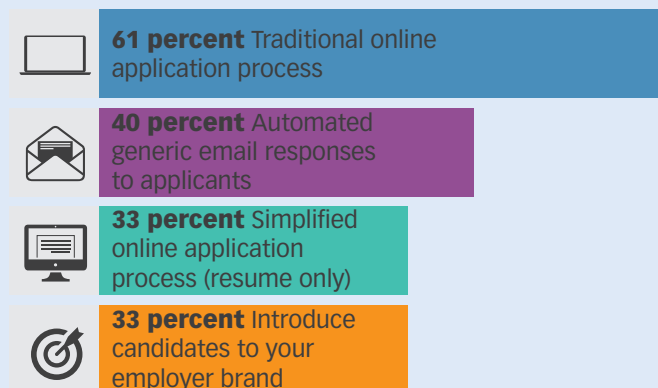 61 percent Traditional online
application process
40 percent Automated
generic email responses
to applicants
33 percent Simplified
online application
process (resume only)
33 percent Introduce
candidates to your
employer brand